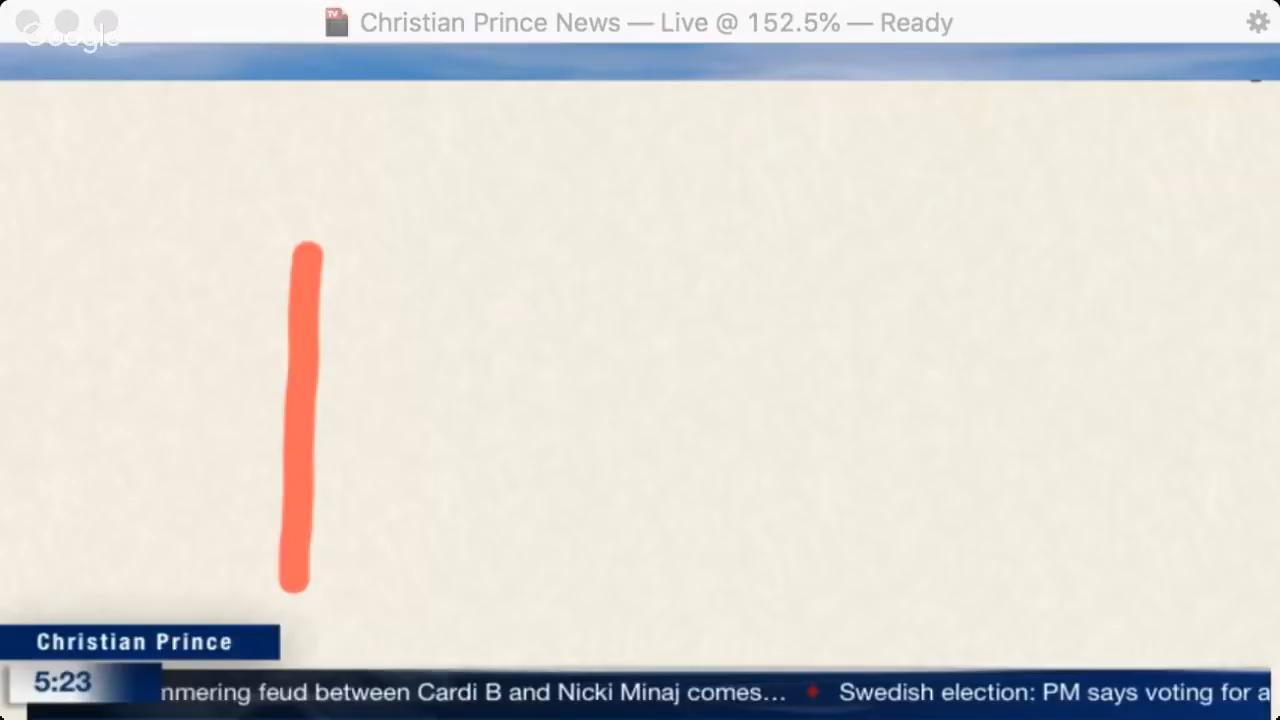 Christian Prince News — Live @ 152.5% — Ready
Google
Christian Prince
5:23
nmering feud between Cardi B and Nicki Minaj comes... ♦ Swedish election: PM says voting for a